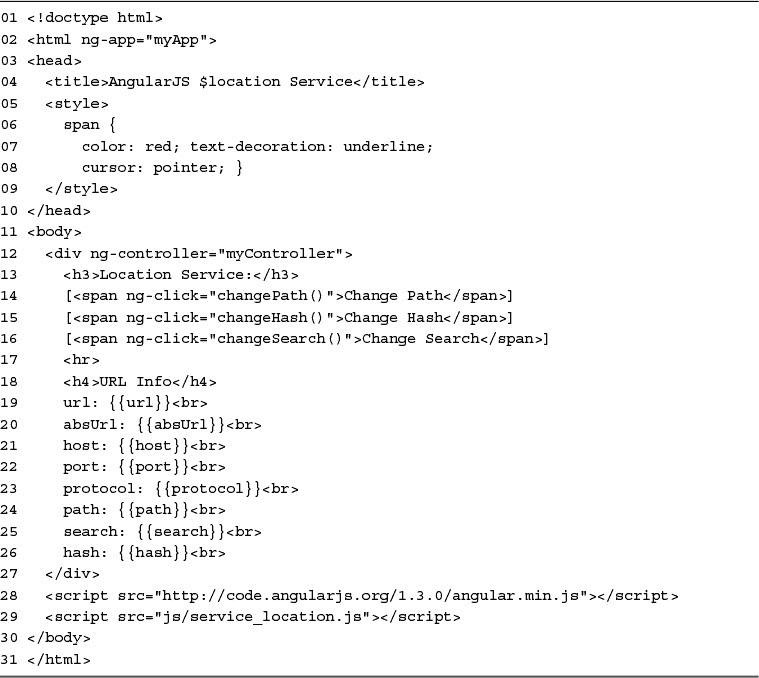 01 <!doctype html>
02 <html ng-app="myApp">
03 <head>
04   <title>AngularJS $location Service</title>
05   <style>
06     span {
07       color: red; text-decoration: underline;
08       cursor: pointer; }
09   </style>
10 </head>
11 <body>
12   <div ng-controller="myController">
13     <h3>Location Service:</h3>
14     [<span ng-click="changePath()">Change Path</span>]
15     [<span ng-click="changeHash()">Change Hash</span>]
16     [<span ng-click="changeSearch()">Change Search</span>]
17     <hr>
18     <h4>URL Info</h4>
19     url: {{url}}<br>
20     absUrl: {{absUrl}}<br>
21     host: {{host}}<br>
22     port: {{port}}<br>
23     protocol: {{protocol}}<br>
24     path: {{path}}<br>
25     search: {{search}}<br>
26     hash: {{hash}}<br>
27   </div>
28   <script src="http://code.angularjs.org/1.3.0/angular.min.js"></script>
29   <script src="js/service_location.js"></script>
30 </body>
31 </html>